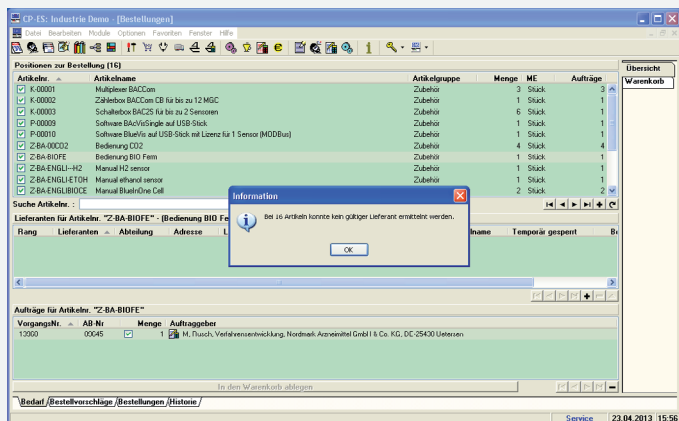 CP-ES: Industrie Demo - [Bestellungen]
Datei Bearbeiten Module Optionen Favoriten Fenster Hilfe
Positionen zur Bestellung (16)
Artikelnr. Artikelname Artikelgruppe Menge ME Aufträge
K-00001 Multiplexer BACCom Zubehör 3 Stück 3
K-00002 Zählerbox BACCom CB für bis zu 12 MGC Zubehör 1 Stück 1
K-00003 Schalterbox BAC25 für bis zu 2 Sensoren Zubehör 6 Stück 1
P-00009 Software BAcVisSingle auf USB-Stick Zubehör 1 Stück 1
P-00010 Software BlueVis auf USB-Stick mit Lizenz für 1 Sensor (MODBus) Zubehör 1 Stück 1
Z-BA-00CO2 Bedienung CO2 Zubehör 4 Stück 4
Z-BA-BIOFE Bedienung BIO Ferm Zubehör 1 Stück 1
Z-BA-ENGLI--H2 Manual H2 sensor Zubehör 1 Stück 1
Z-BA-ENGLI-ETOH Manual ethanol sensor Zubehör 1 Stück 1
Z-BA-ENGLIBIOCE Manual BlueInOne Cell Zubehör 2 Stück 2
Suche Artikelnr. :
Lieferanten für Artikelnr. "Z-BA-BIOFE" - (Bedienung BIO Fe
Rang Lieferanten Abteilung Adresse L lname Temporär gesperrt B
Information
Bei 16 Artikeln konnte kein gültiger Lieferant ermittelnt werden.
OK
Aufträge für Artikelnr. "Z-BA-BIOFE"
VorgangsNr. AB-Nr Menge Auftraggeber
09645 1 Verfahrensentwicklung, Nordmark Arzneimittel GmbH & Co. KG, DE-25430 Uetersen
In den Warenkorb ablegen
Bedarf Bestellvorschläge Bestellungen Historie
Übersicht
Warenkorb
Service 23.04.2013 15:56